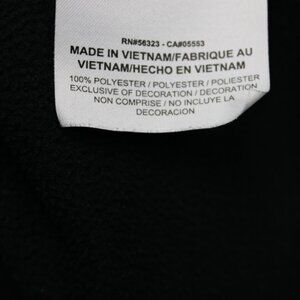 RN#56323 - CA#05553
MADE IN VIETNAM/FABRIQUE AU
VIETNAM/HECHO EN VIETNAM
100% POLYESTER / POLYESTER / POLIESTER
EXCLUSIVE OF DECORATION / DECORATION
NON COMPRISE / NO INCLUYE LA
DECORACION